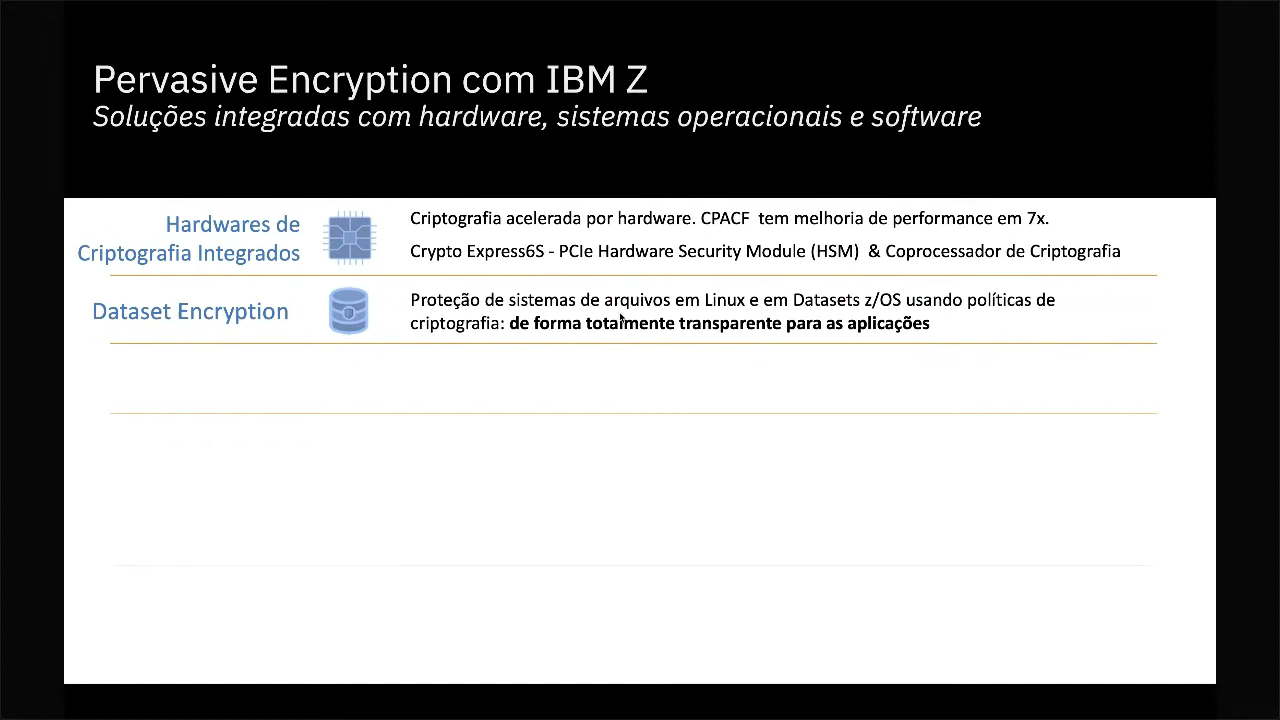 Pervasive Encryption com IBM Z
Soluções integradas com hardware, sistemas operacionais e software
Hardwares de
Criptografia Integrados
Criptografia acelerada por hardware. CPACF tem melhoria de performance em 7x.
Crypto Express6S - PCIe Hardware Security Module (HSM) & Coprocessador de Criptografia
Dataset Encryption
Proteção de sistemas de arquivos em Linux e em Datasets z/OS usando políticas de
criptografia: de forma totalmente transparente para as aplicações